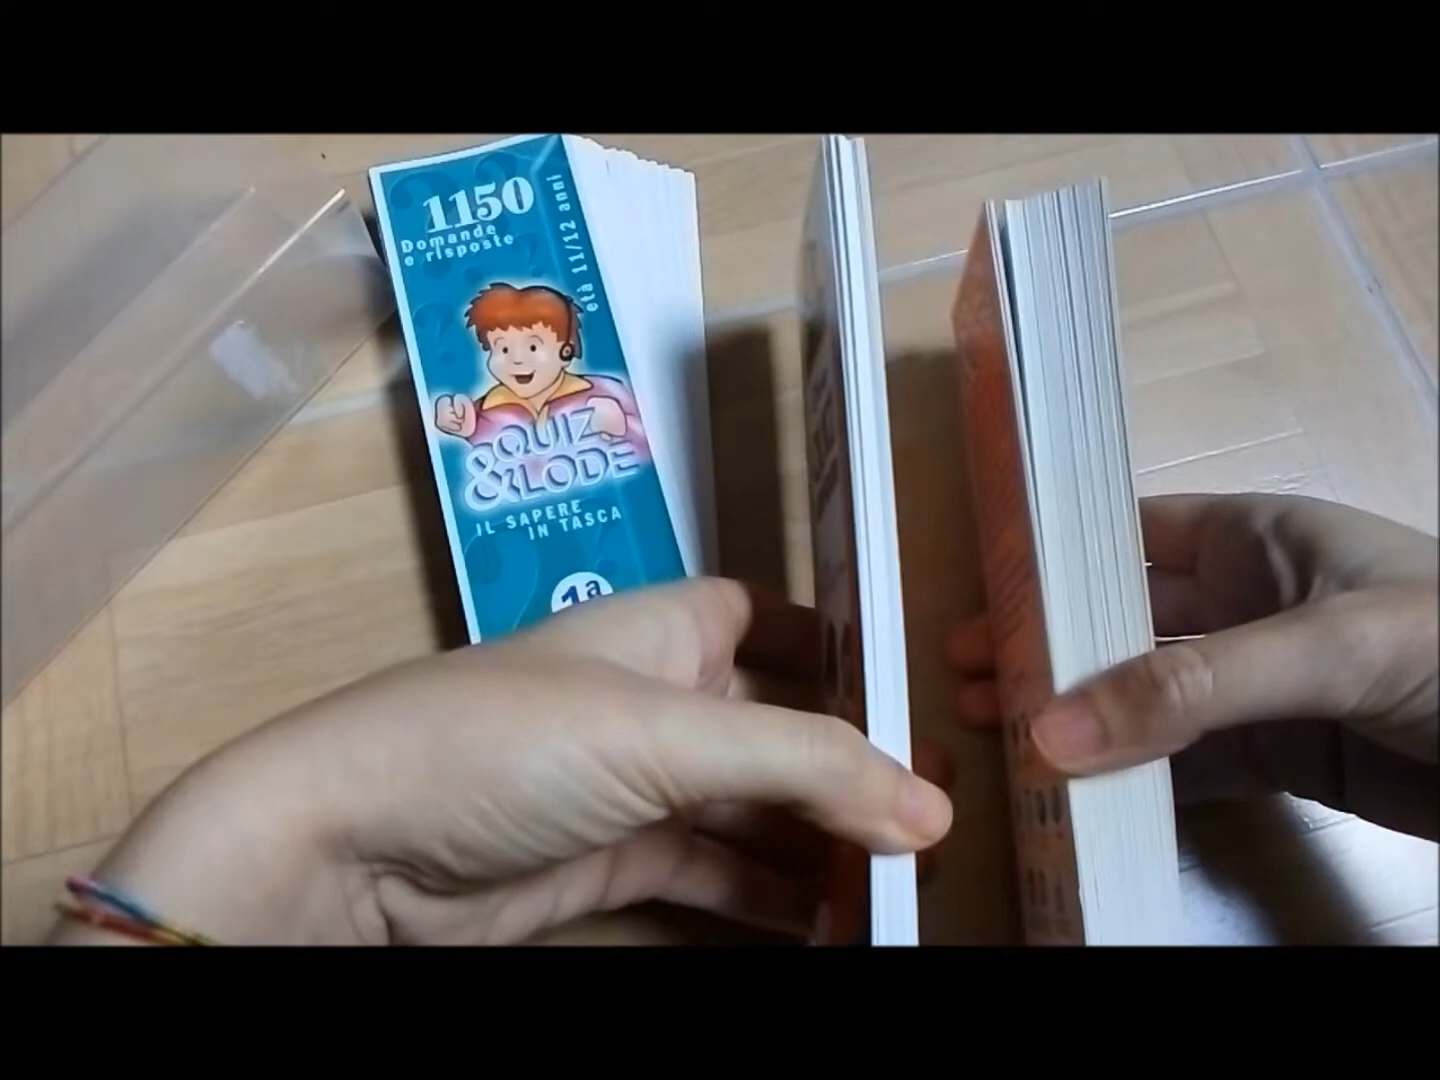 1150
Domande
e risposte
età 11/12 anni
QUIZ
&LODE
IL SAPERE
IN TASCA
1a